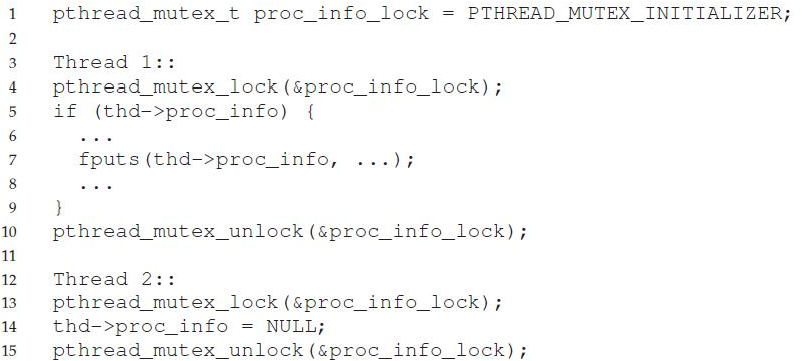 1 pthread_mutex_t proc_info_lock = PTHREAD_MUTEX_INITIALIZER;
2
3 Thread 1::
4 pthread_mutex_lock(&proc_info_lock);
5 if (thd->proc_info) {
6   ...
7   fputs(thd->proc_info, ...);
8   ...
9 }
10 pthread_mutex_unlock(&proc_info_lock);
11
12 Thread 2::
13 pthread_mutex_lock(&proc_info_lock);
14 thd->proc_info = NULL;
15 pthread_mutex_unlock(&proc_info_lock);